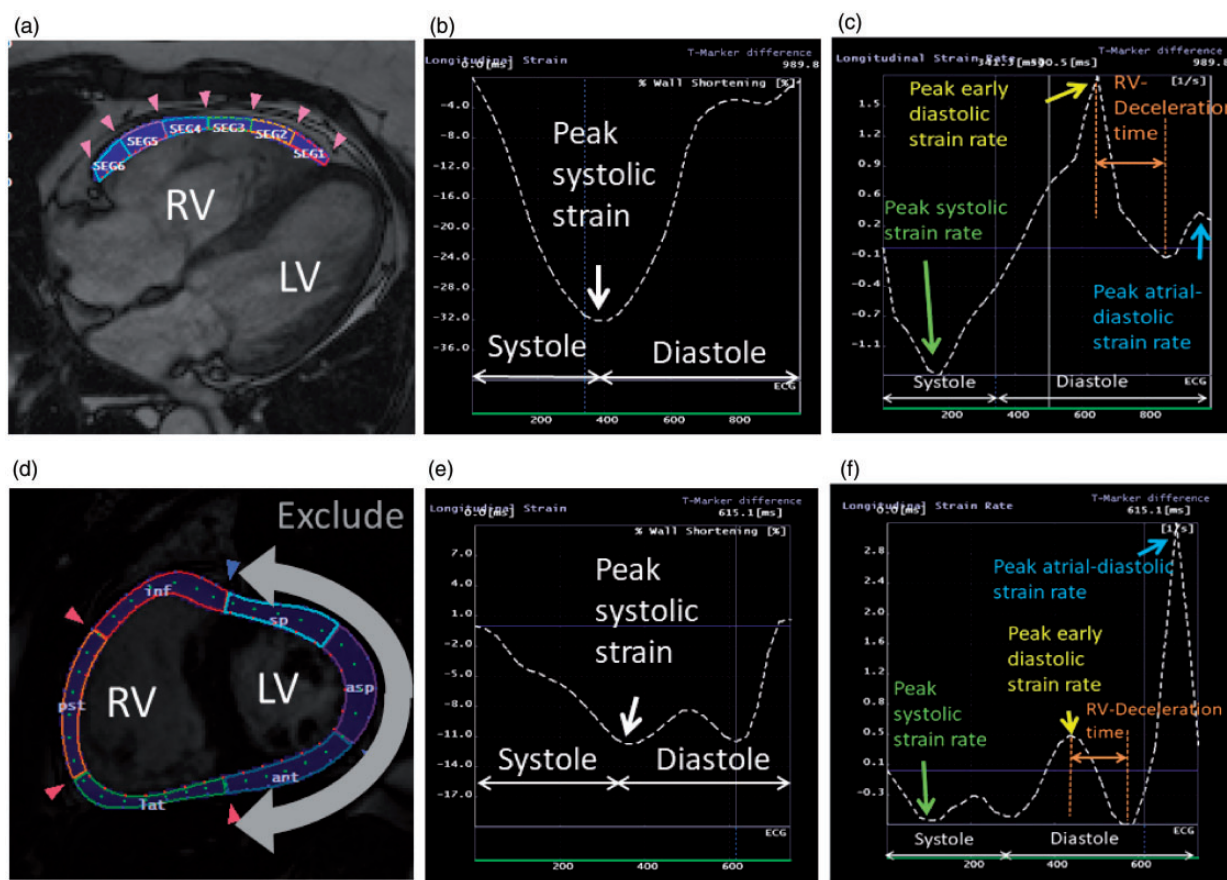 (a)
SEG6
SEG5
SEG4
SEG3
SEG2
SEG1
RV
LV
(b)
T-Marker difference
Longitudinal Strain
0.0[ms]
989.8
% Wall Shortening [%]
-4.0
-8.0
-12.0
-16.0
-20.0
-24.0
-28.0
-32.0
-36.0
Peak
systolic
strain
Systole
Diastole
ECG
200
400
600
800
(c)
T-Marker difference
Longitudinal Strain Rate
989.8
[1/s]
1.5
0.9
0.6
-0.1
-0.4
-1.1
Peak early
diastolic
strain rate
RV-
Deceleration
time
Peak systolic
strain rate
Peak atrial-
diastolic
strain rate
Systole
Diastole
ECG
200
400
600
800
(d)
Exclude
inf
sp
asp
ant
lat
pst
RV
LV
(e)
T-Marker difference
Longitudinal Strain
0.0[ms]
615.1[ms]
% Wall Shortening [%]
7.0
5.0
1.0
-1.0
-5.0
-7.0
-11.0
-13.0
-17.0
Peak
systolic
strain
Systole
Diastole
ECG
200
400
600
(f)
T-Marker difference
Longitudinal Strain Rate
0.0[ms]
615.1[ms]
[1/s]
2.8
2.4
2.0
1.6
1.2
0.5
0.1
-0.3
Peak atrial-diastolic
strain rate
Peak early
diastolic
strain rate
Peak
systolic
strain rate
RV-Deceleration
time
Systole
Diastole
ECG
200
400
600